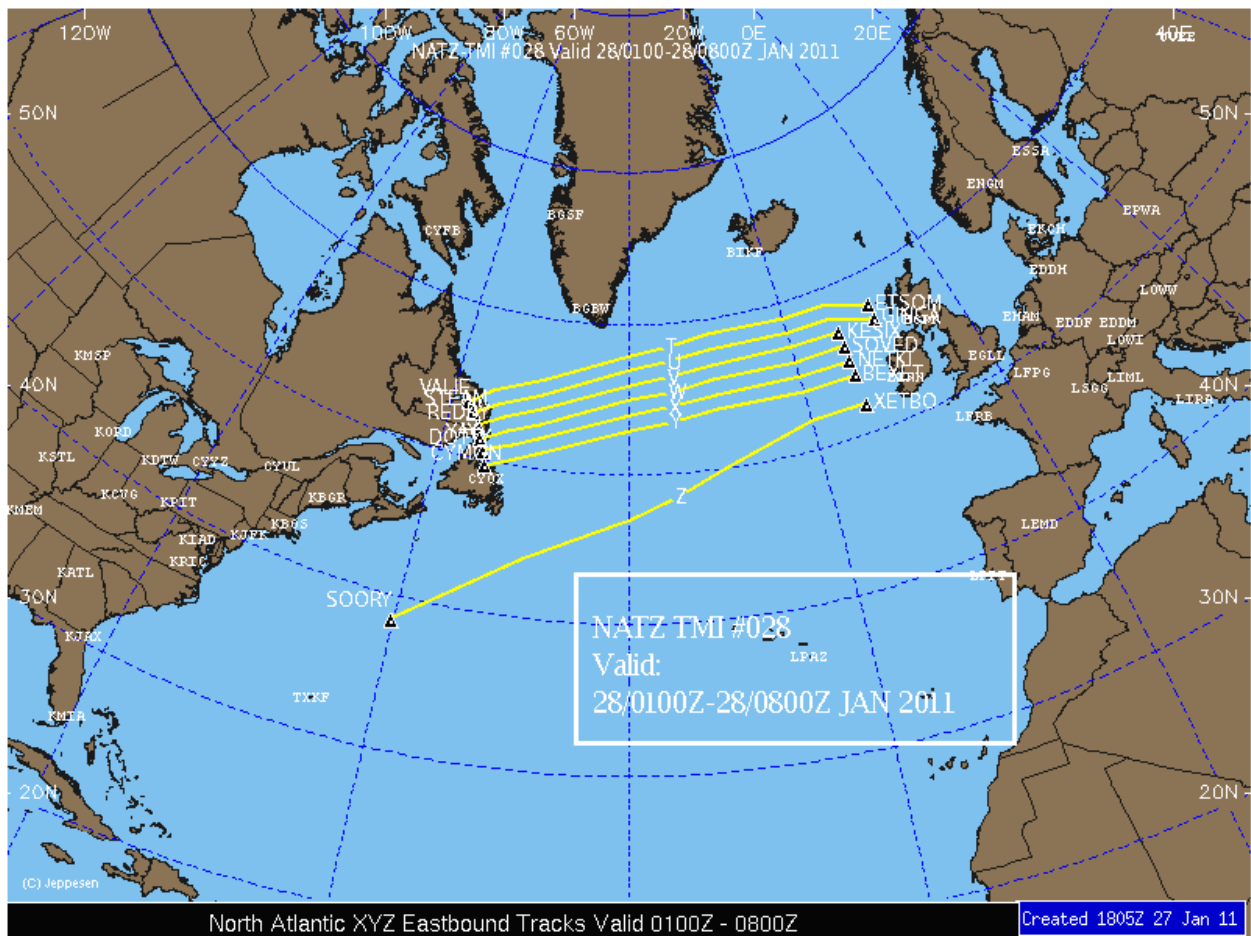 120W 100W 80W 60W 20W 0E 20E 40E
NATZ TMI #028 Valid 28/0100-28/0800Z JAN 2011
50N 50N
ESSA
ENGM
EPWA
BGSF
CYFB
EKCH
BIKF
EDDH
LOWW
BGBW
ETSOM
GINGA
EHAM EDDF EDDM
KESIX
SOVED
LOWI
KMSP
T
U
V
W
X
Y
NETKI
EGLL
BEXET
LFPG
LSGG LIML
40N VALIE 40N
STEAM
REDBY
XETBO
LFRB
LIRA
KORD
DOTTY
CYMON
KSTL KDTW CYYZ CYUL
CYQX
KCVG KPIT KBGR
Z
KMEM
KBOS
LEMD
KIAD KJFK
KRIC
KATL
LPPT
30N SOORY 30N
KJAX
NATZ TMI #028
Valid:
28/0100Z-28/0800Z JAN 2011
LPAZ
TXKF
KMIA
20N 20N
(C) Jeppesen
North Atlantic XYZ Eastbound Tracks Valid 0100Z - 0800Z
Created 1805Z 27 Jan 11